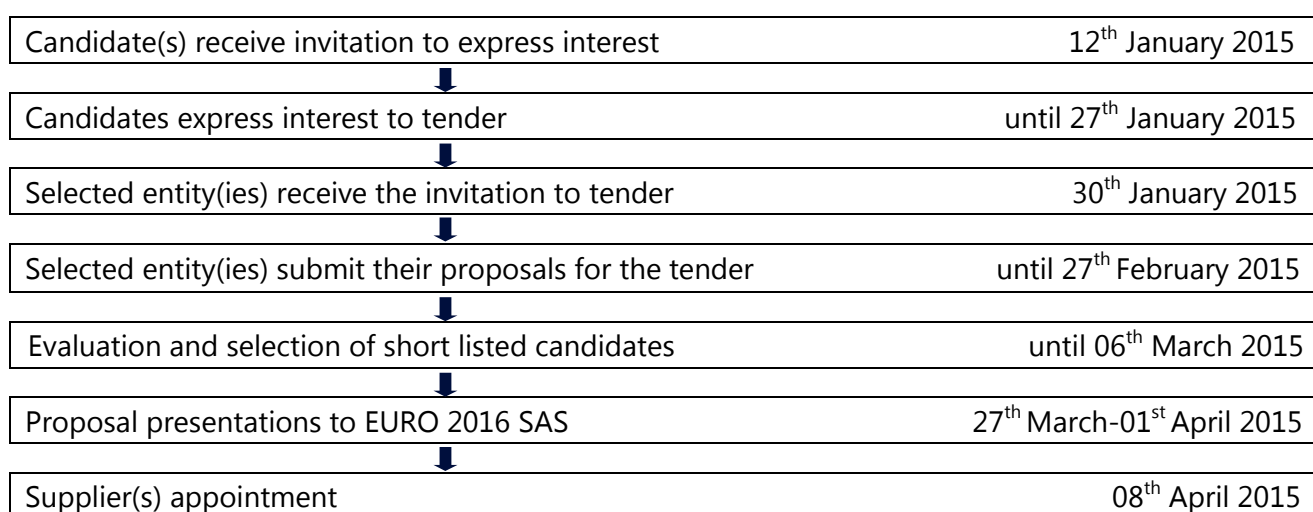 Candidate(s) receive invitation to express interest 12th January 2015
Candidates express interest to tender until 27th January 2015
Selected entity(ies) receive the invitation to tender 30th January 2015
Selected entity(ies) submit their proposals for the tender until 27th February 2015
Evaluation and selection of short listed candidates until 06th March 2015
Proposal presentations to EURO 2016 SAS 27th March-01st April 2015
Supplier(s) appointment 08th April 2015